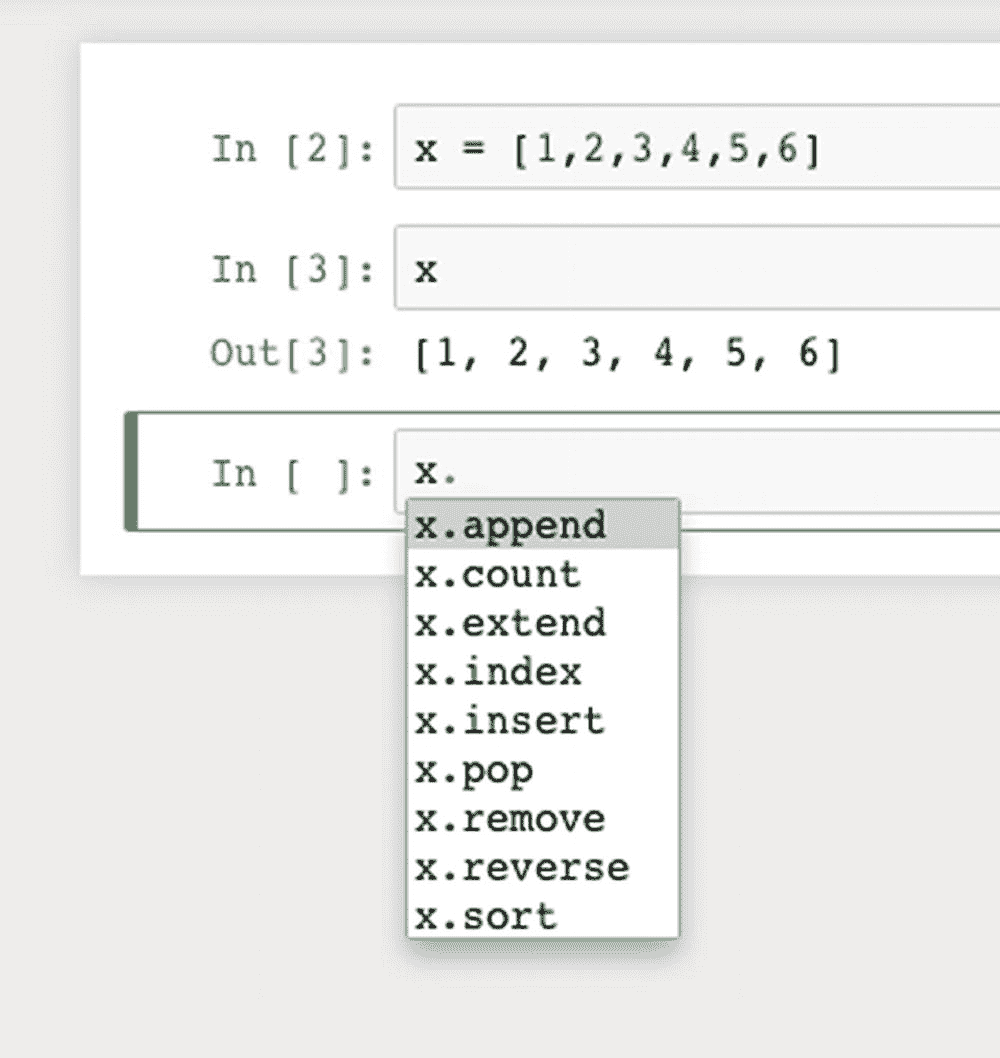 In [2]: x = [1,2,3,4,5,6]
In [3]: x
Out[3]: [1, 2, 3, 4, 5, 6]
In [ ]: x.
x.append
x.count
x.extend
x.index
x.insert
x.pop
x.remove
x.reverse
x.sort